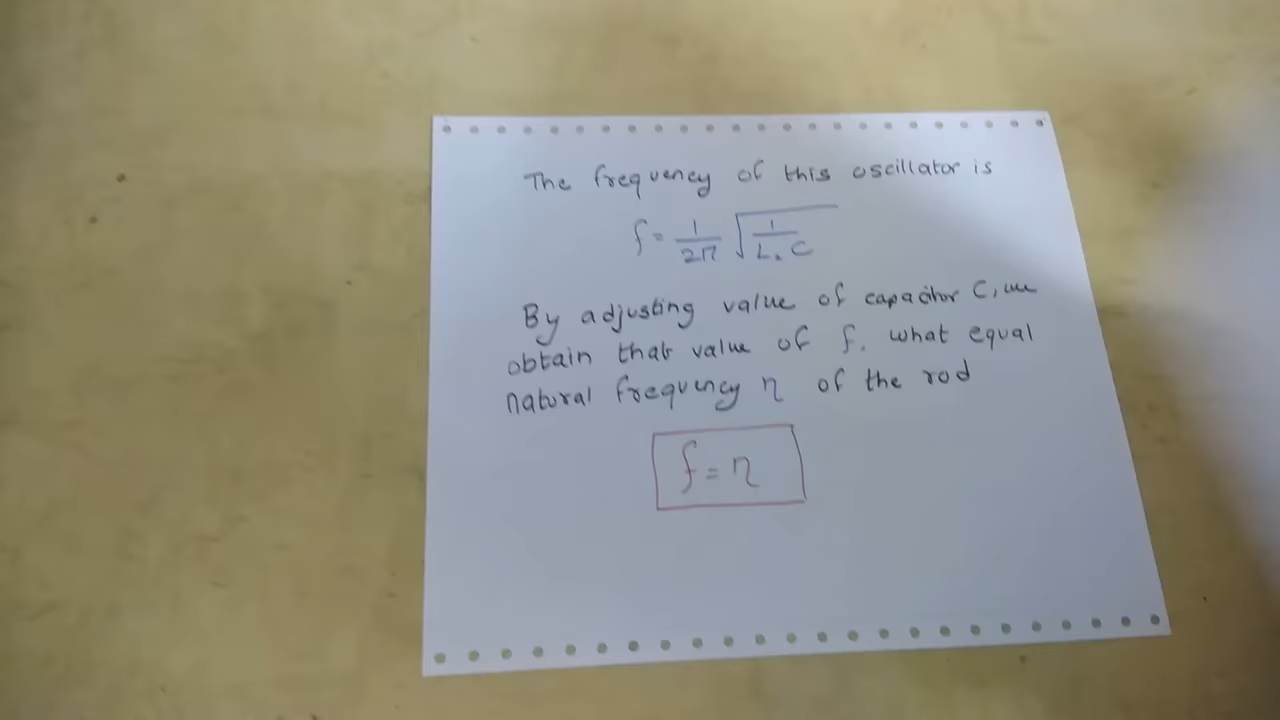 The frequency of this oscillator is
f = 1/2π √1/L. C
By adjusting value of capacitor C, we
obtain that value of f. what equal
natural frequency η of the rod
f = η